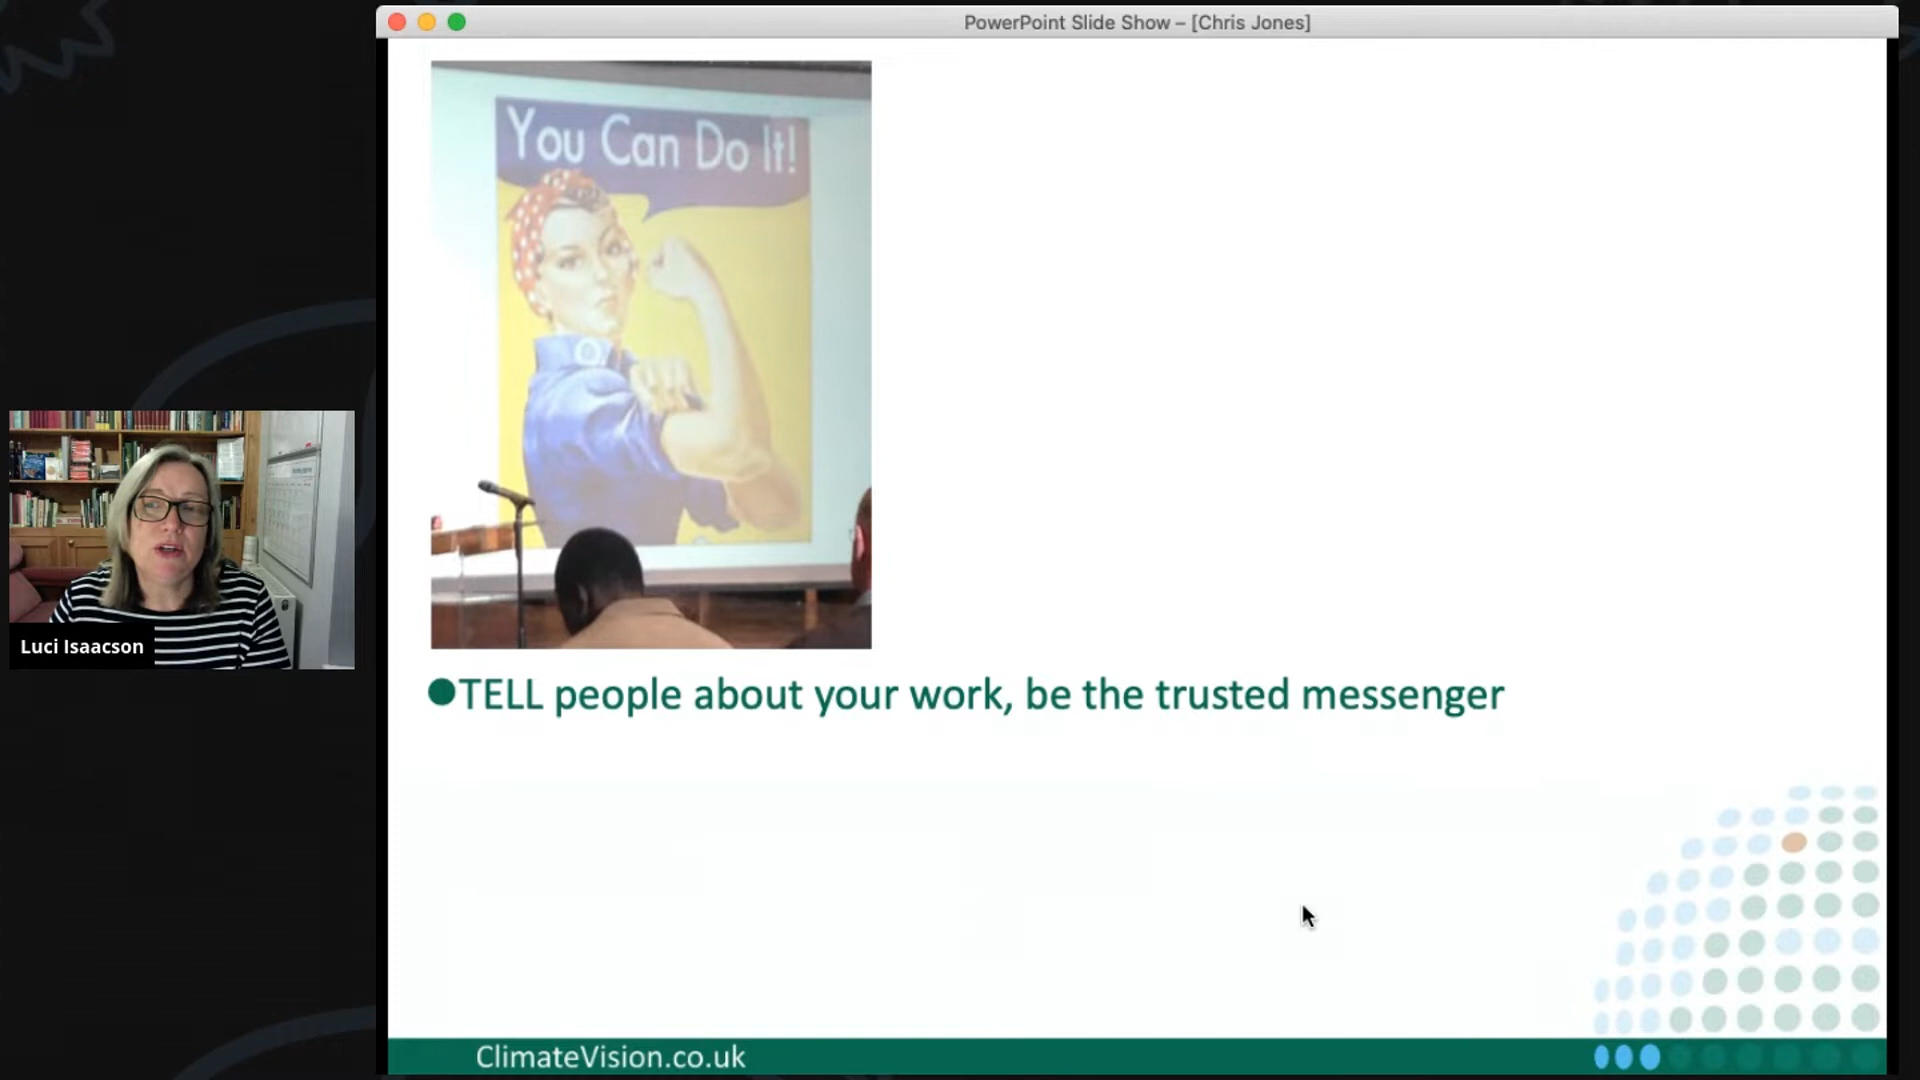 PowerPoint Slide Show – [Chris Jones]
You Can Do It!
Luci Isaacson
TELL people about your work, be the trusted messenger
ClimateVision.co.uk